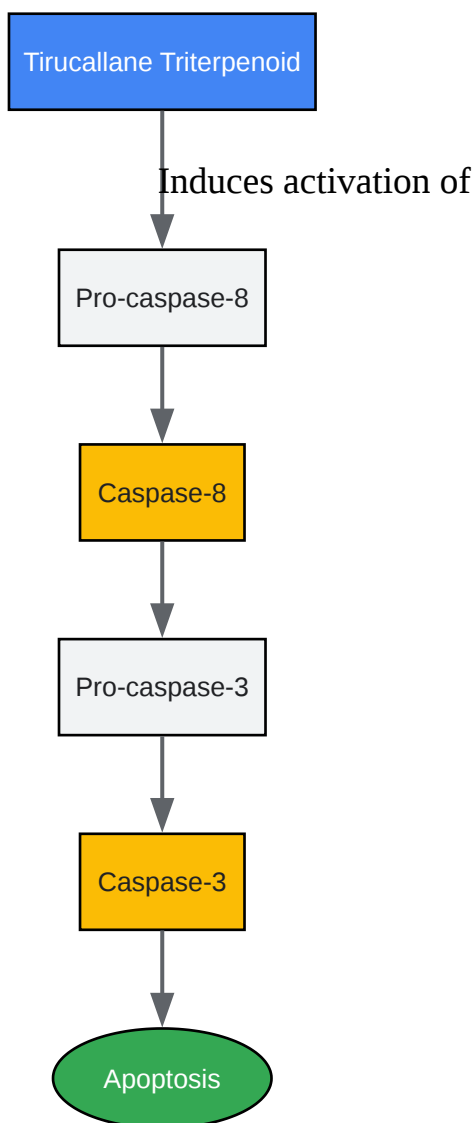 Tirucallane Triterpenoid
Induces activation of
Pro-caspase-8
Caspase-8
Pro-caspase-3
Caspase-3
Apoptosis